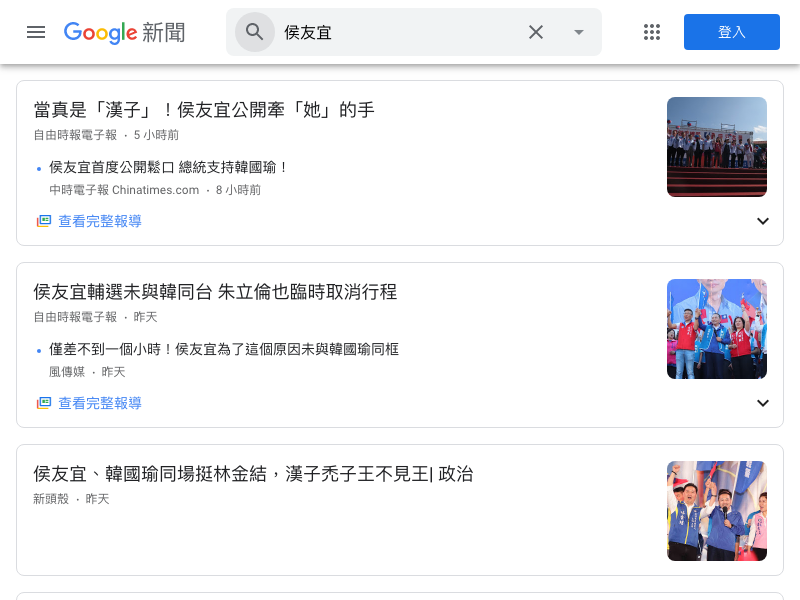 Google 新聞
侯友宜
登入
當真是「漢子」！侯友宜公開牽「她」的手
自由時報電子報 · 5 小時前
侯友宜首度公開鬆口 總統支持韓國瑜！
中時電子報 Chinatimes.com · 8 小時前
查看完整報導
侯友宜輔選未與韓同台 朱立倫也臨時取消行程
自由時報電子報 · 昨天
僅差不到一個小時！侯友宜為了這個原因未與韓國瑜同框
風傳媒 · 昨天
查看完整報導
侯友宜、韓國瑜同場挺林金結，漢子禿子王不見王| 政治
新頭殼 · 昨天